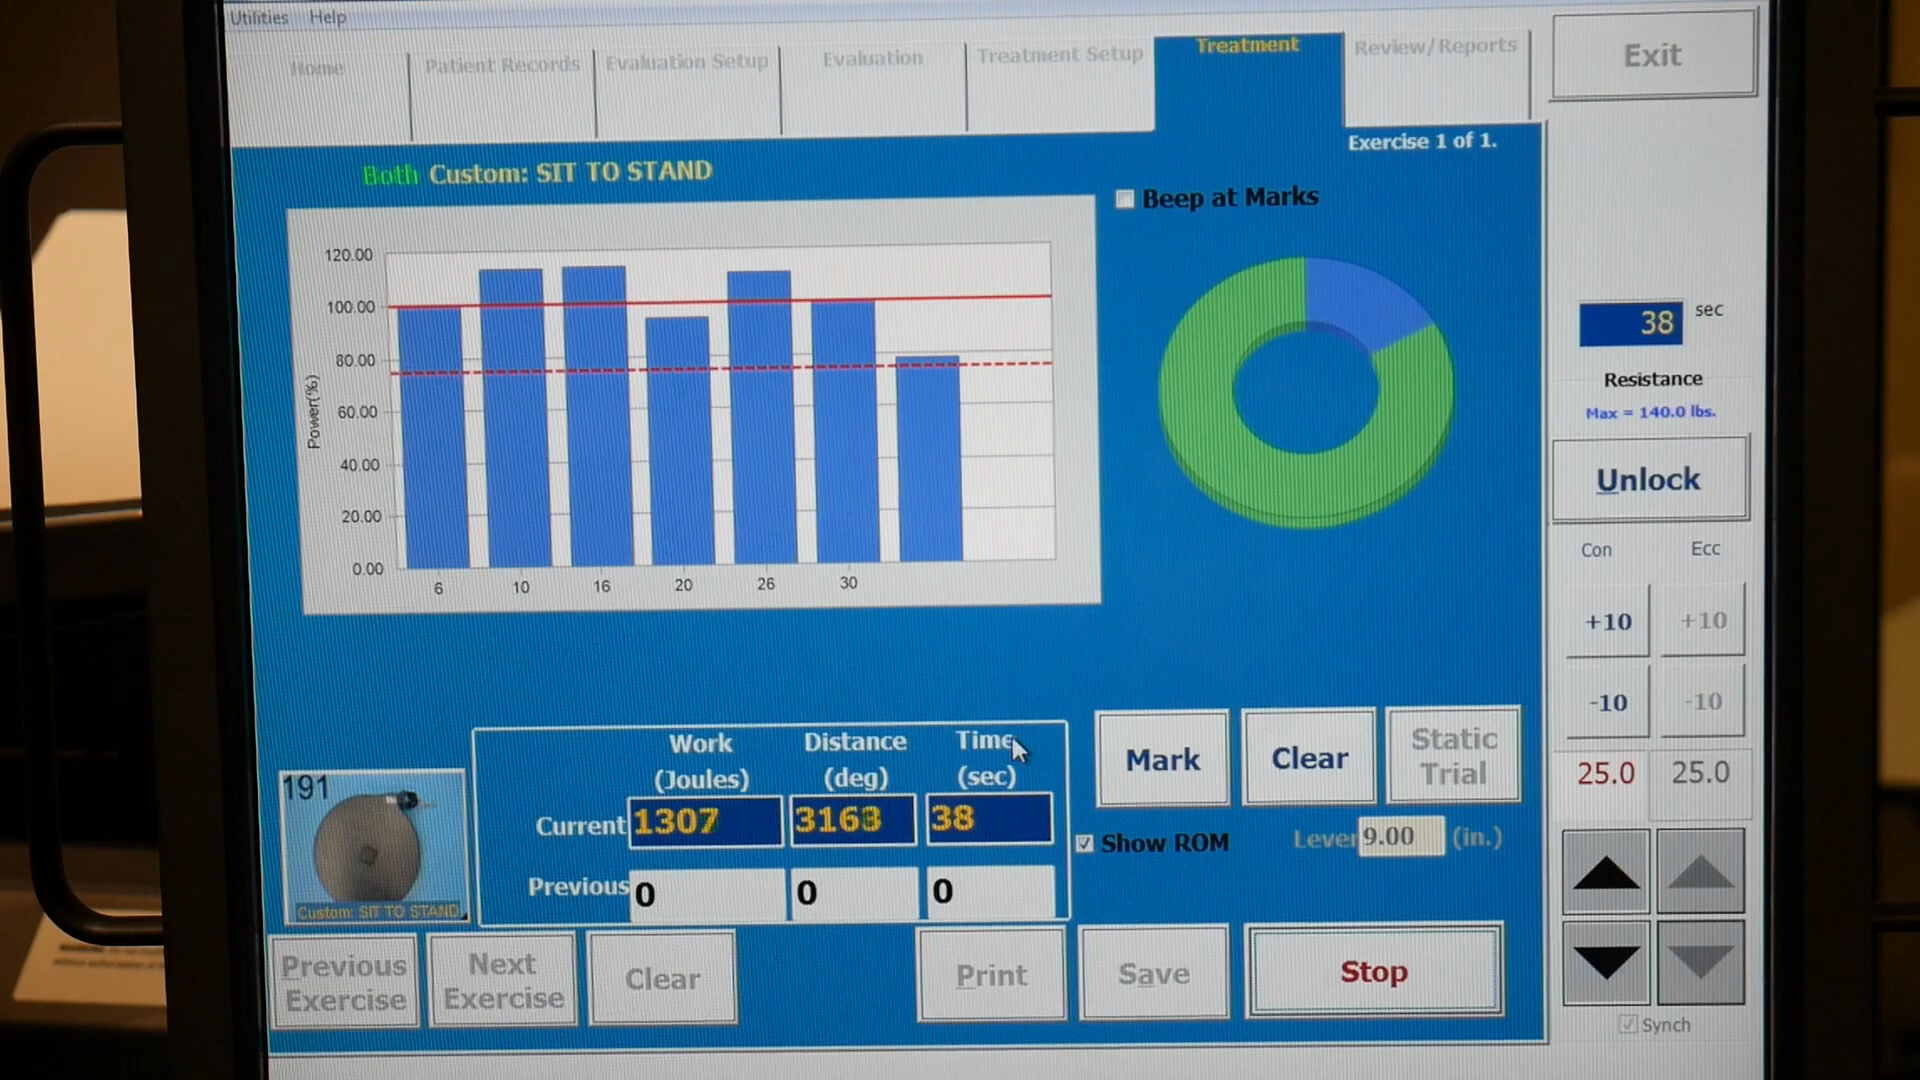 Utilities Help
Home Patient Records Evaluation Setup Evaluation Treatment Setup Treatment Review/Reports Exit
Exercise 1 of 1.
Both Custom: SIT TO STAND
Beep at Marks
120.00
100.00
80.00
60.00
40.00
20.00
0.00
Power(%)
6 10 16 20 26 30
38 sec
Resistance
Max = 140.0 lbs.
Unlock
Con Ecc
+10 +10
-10 -10
25.0 25.0
Synch
Work (Joules) Distance (deg) Time (sec)
Current 1307 38
Previous 0 0 0
191
Custom: SIT TO STAND
Mark Clear Static Trial
Show ROM Lever 9.00 (in.)
Previous Exercise Next Exercise Clear Print Save Stop